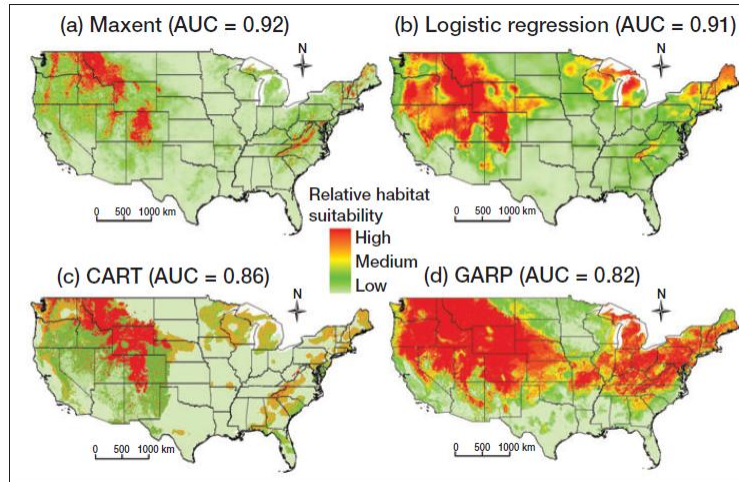 (a) Maxent (AUC = 0.92)
N
0 500 1000 km
(b) Logistic regression (AUC = 0.91)
N
0 500 1000 km
Relative habitat
suitability
High
Medium
Low
(c) CART (AUC = 0.86)
N
0 500 1000 km
(d) GARP (AUC = 0.82)
N
0 500 1000 km